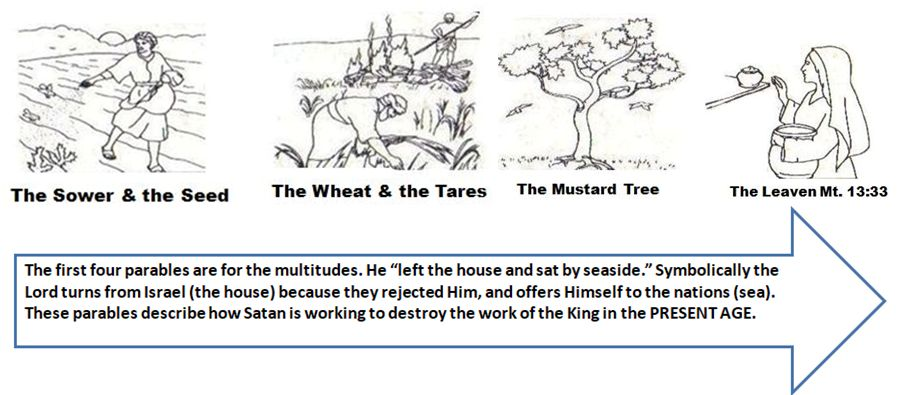 The Sower & the Seed
The Wheat & the Tares
The Mustard Tree
The Leaven Mt. 13:33
The first four parables are for the multitudes. He “left the house and sat by seaside.” Symbolically the
Lord turns from Israel (the house) because they rejected Him, and offers Himself to the nations (sea).
These parables describe how Satan is working to destroy the work of the King in the PRESENT AGE.